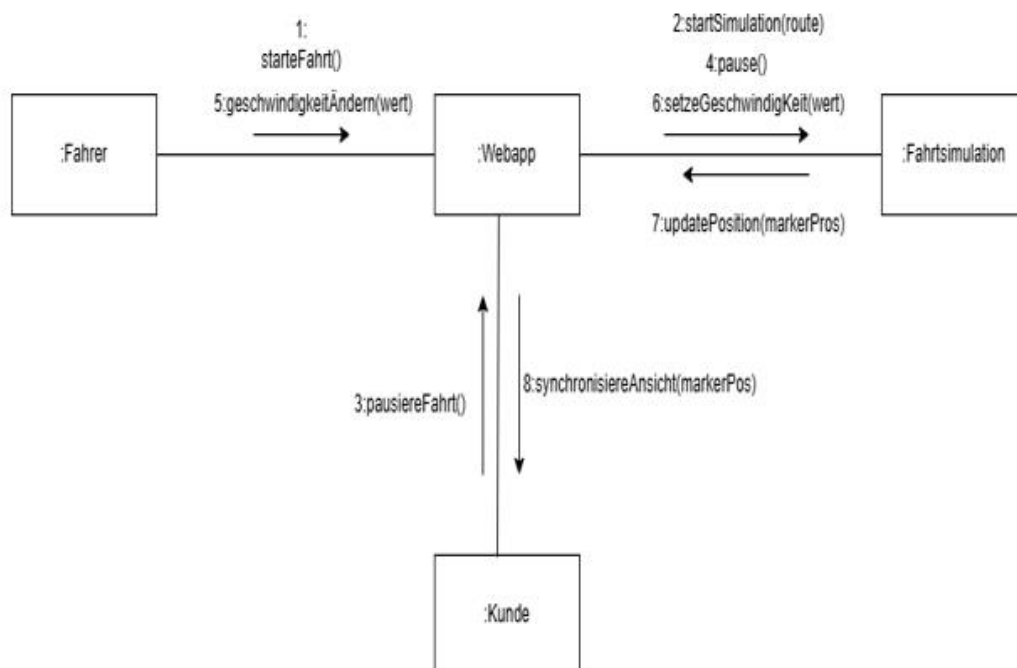 1:
starteFahrt()
5:geschwindigkeitÄndern(wert)
2:startSimulation(route)
4:pause()
6:setzeGeschwindigKeit(wert)
:Fahrer
:Webapp
:Fahrtsimulation
7:updatePosition(markerPros)
3:pausiereFahrt()
8:synchronisiereAnsicht(markerPos)
:Kunde